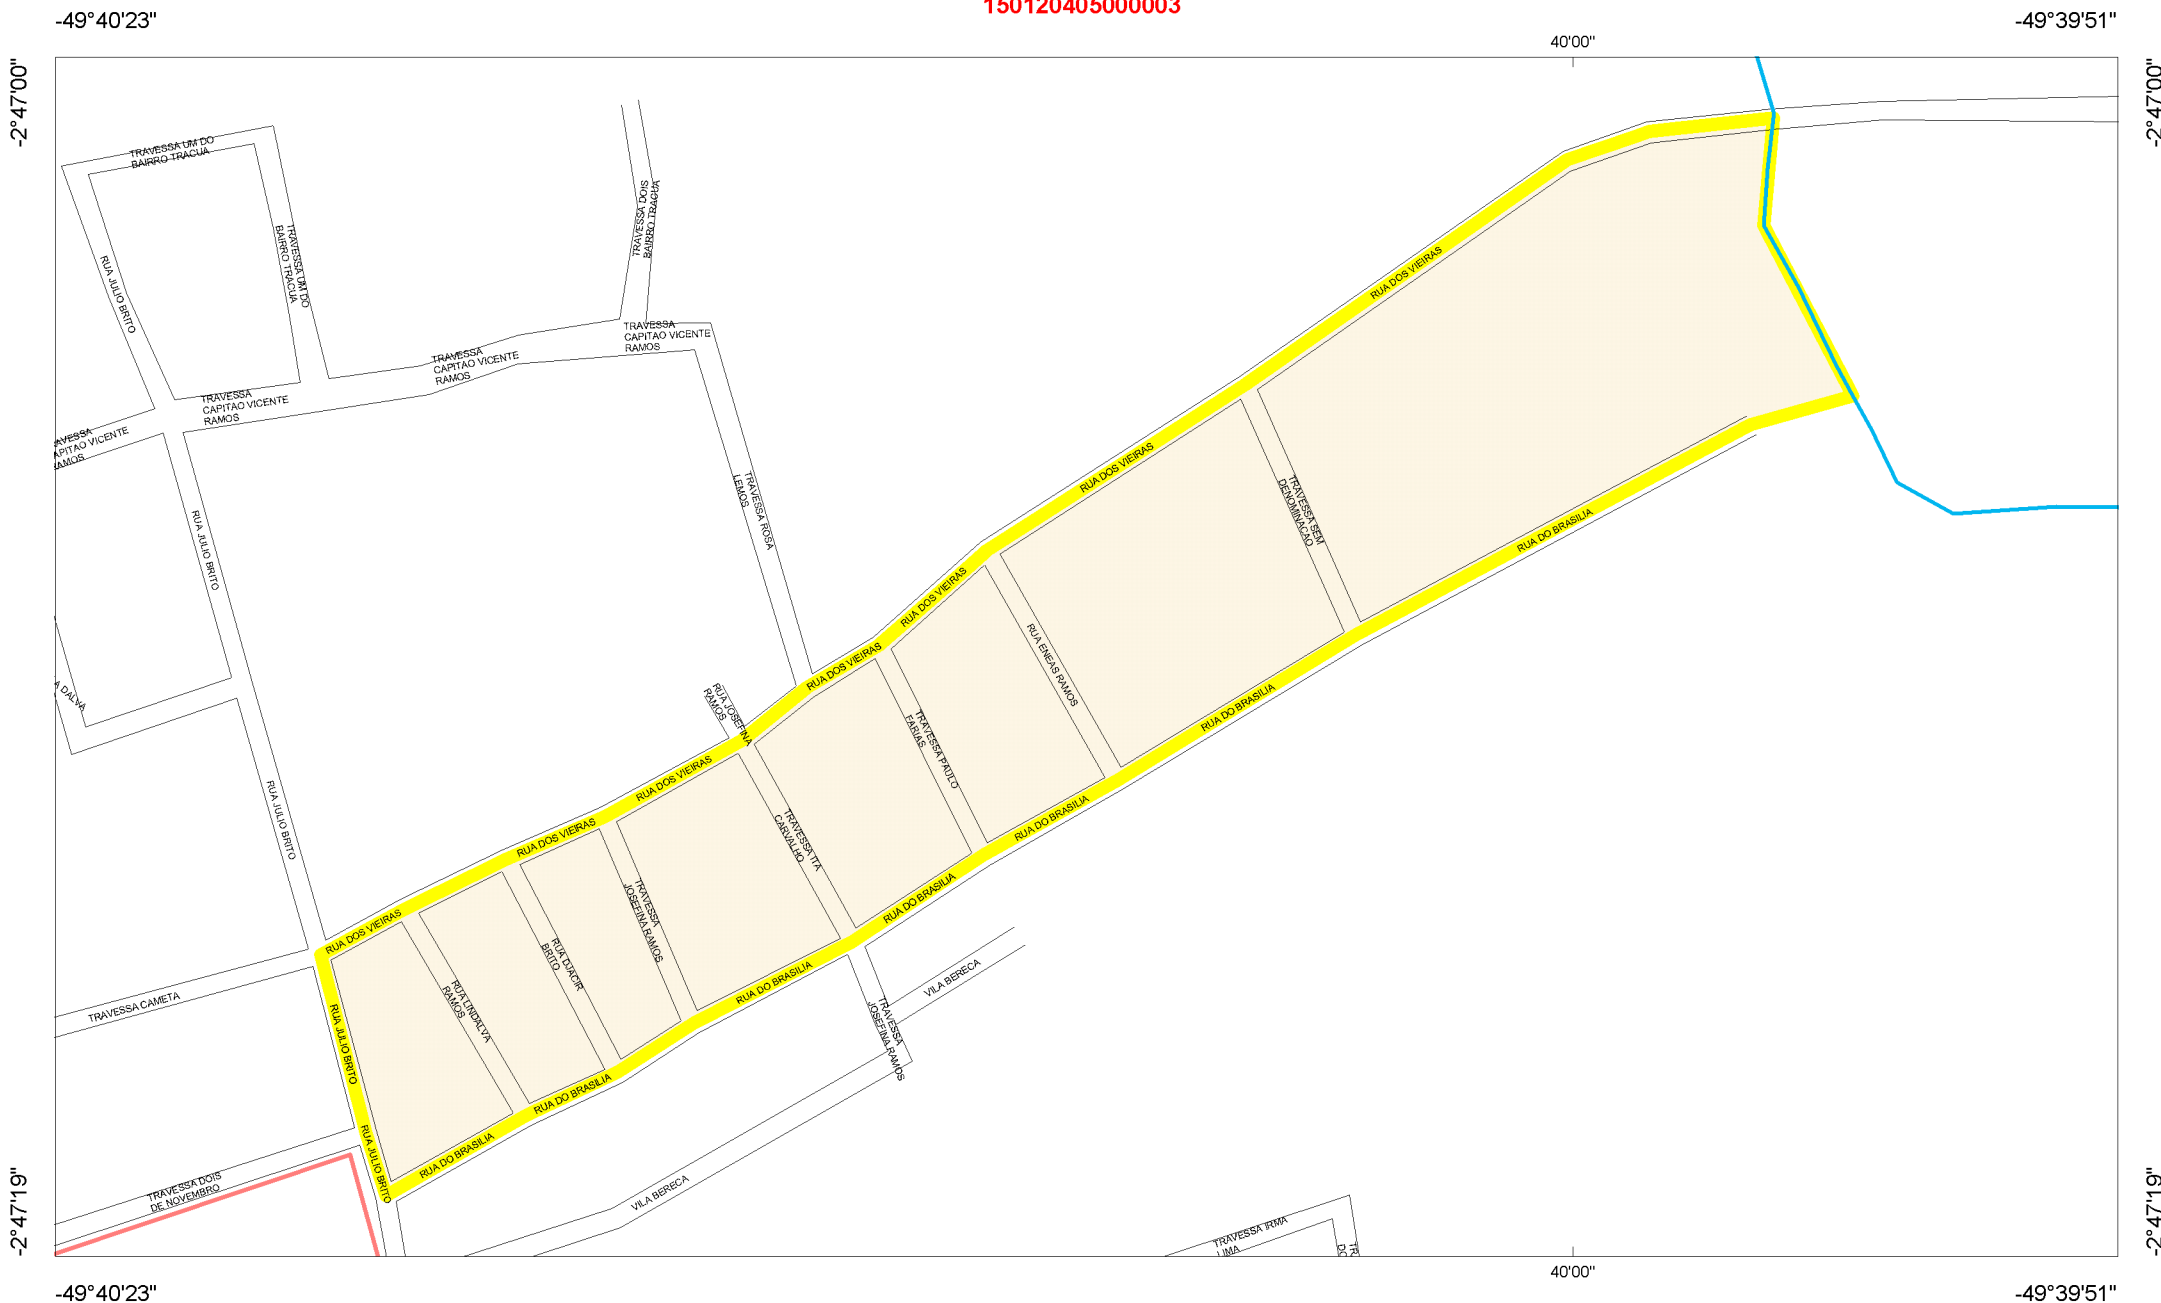 150120405000003
-49°40'23"
-49°39'51"
40'00"
-2°47'00"
-2°47'00"
TRAVESSA UM DO
BAIRRO TRACUA
TRAVESSA DOIS
BAIRRO TRACUA
TRAVESSA UM DO
BAIRRO TRACUA
RUA JULIO BRITO
RUA DOS VIEIRAS
TRAVESSA
CAPITAO VICENTE
RAMOS
TRAVESSA
CAPITAO VICENTE
RAMOS
TRAVESSA
CAPITAO VICENTE
RAMOS
AVESSA
APITAO VICENTE
RAMOS
RUA DOS VIEIRAS
TRAVESSA ROSA
LEMOS
TRAVESSA SEM
DENOMINACAO
RUA DO BRASILIA
RUA JULIO BRITO
RUA DOS VIEIRAS
RUA ENEAS RAMOS
RUA DOS VIEIRAS
A DALVA
RUA JOSEFINA
RAMOS
RUA DO BRASILIA
TRAVESSA PAULO
FARIAS
RUA DOS VIEIRAS
RUA JULIO BRITO
RUA DOS VIEIRAS
TRAVESSA ITA
CARVALHO
RUA DO BRASILIA
TRAVESSA
JOSEFINA RAMOS
RUA DO BRASILIA
RUA DOS VIEIRAS
RUA DJACIR
BRITO
RUA DO BRASILIA
VILA BERECA
TRAVESSA CAMETA
RUA LINDALVA
RAMOS
TRAVESSA
JOSEFINA RAMOS
RUA JULIO BRITO
RUA DO BRASILIA
RUA DO BRASILIA
RUA JULIO BRITO
TRAVESSA DOIS
DE NOVEMBRO
VILA BERECA
TRAVESSA IRMA
LIMA
TR
DO
-2°47'19"
-2°47'19"
40'00"
-49°40'23"
-49°39'51"